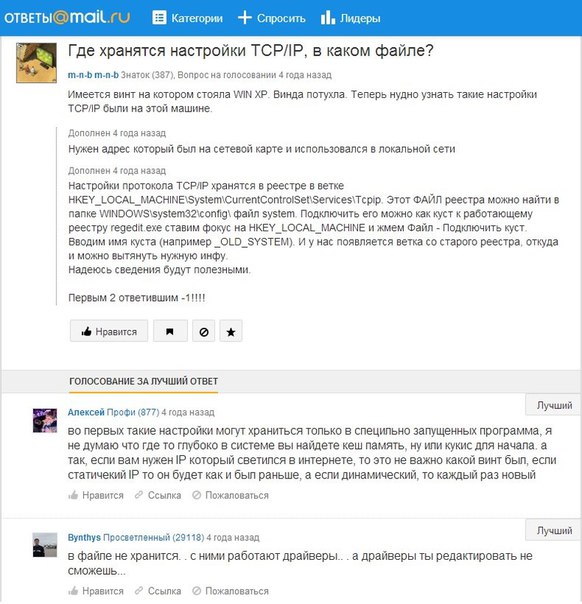 ОТВЕТЫ@mail.ru Категории Спросить Лидеры
Где хранятся настройки TCP/IP, в каком файле?
m-n-b m-n-b Знаток (387), Вопрос на голосовании 4 года назад
Имеется винт на котором стояла WIN XP. Винда потухла. Теперь нудно узнать такие настройки
TCP/IP были на этой машине.
Дополнен 4 года назад
Нужен адрес который был на сетевой карте и использовался в локальной сети
Дополнен 4 года назад
Настройки протокола TCP/IP хранятся в реестре в ветке
HKEY_LOCAL_MACHINE\System\CurrentControlSet\Services\Tcpip. Этот ФАЙЛ реестра можно найти в
папке WINDOWS\system32\config\ файл system. Подключить его можно как куст к работающему
реестру regedit.exe ставим фокус на HKEY_LOCAL_MACHINE и жмем Файл - Подключить куст.
Вводим имя куста (например _OLD_SYSTEM). И у нас появляется ветка со старого реестра, откуда
и можно вытянуть нужную инфу.
Надеюсь сведения будут полезными.
Первым 2 ответившим -1!!!!
Нравится
ГОЛОСОВАНИЕ ЗА ЛУЧШИЙ ОТВЕТ
Лучший
Алексей Профи (877) 4 года назад
во первых такие настройки могут храниться только в специльно запущенных программа, я
не думаю что где то глубоко в системе вы найдете кеш память, ну или кукис для начала. а
так, если вам нужен IP который светился в интернете, то это не важно какой винт был, если
статичекий IP то он будет как и был раньше, а если динамический, то каждый раз новый
Нравится Ссылка Пожаловаться
Лучший
Bynthys Просветленный (29118) 4 года назад
в файле не хранится. . с ними работают драйверы.. . а драйверы ты редактировать не
сможешь...
Нравится Ссылка Пожаловаться